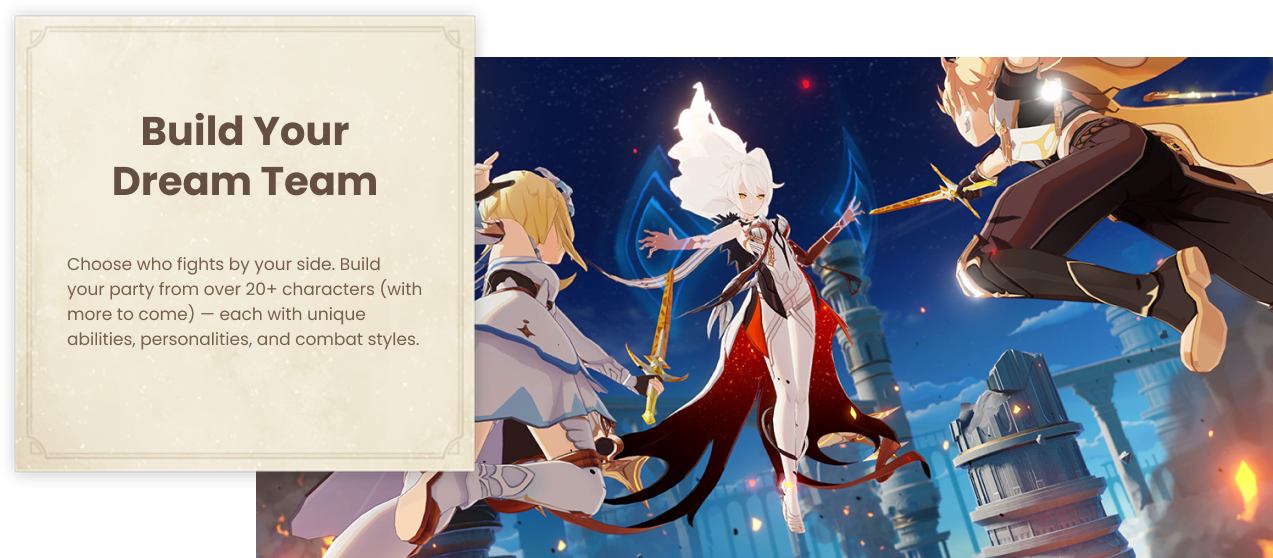 Build Your
Dream Team
Choose who fights by your side. Build
your party from over 20+ characters (with
more to come) — each with unique
abilities, personalities, and combat styles.